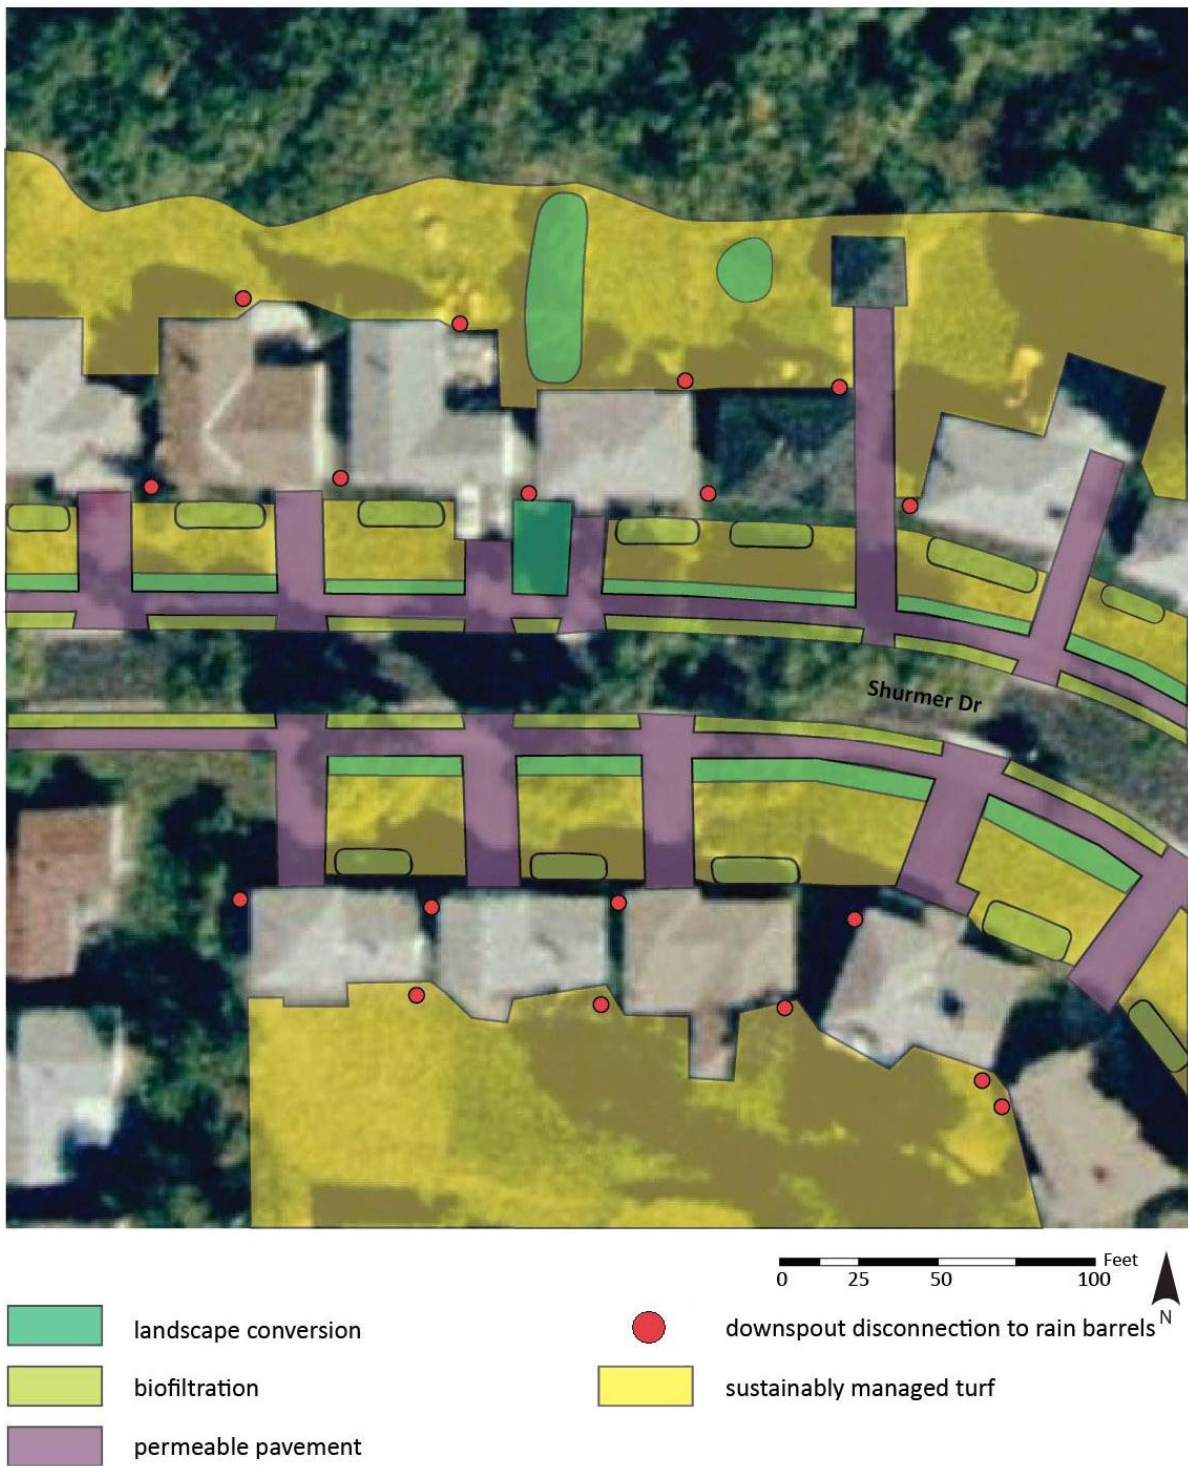 Shurmer Dr
Feet
0 25 50 100
N
landscape conversion
downspout disconnection to rain barrels
biofiltration
sustainably managed turf
permeable pavement